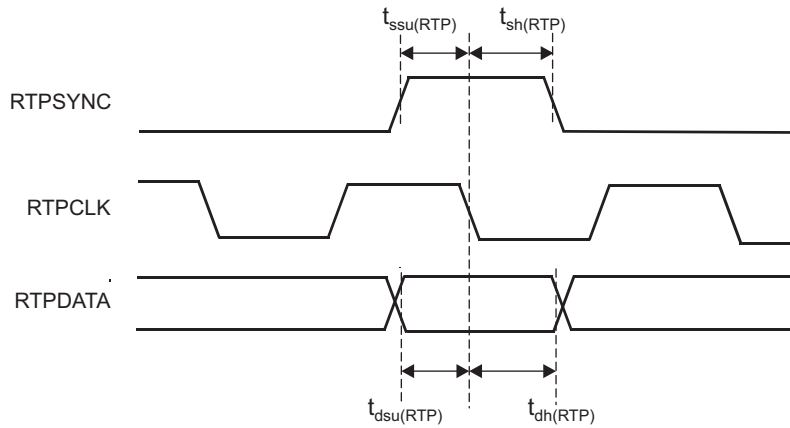 tssu(RTP) tsh(RTP)
RTPSYNC
RTPCLK
RTPDATA
tdsu(RTP) tdh(RTP)